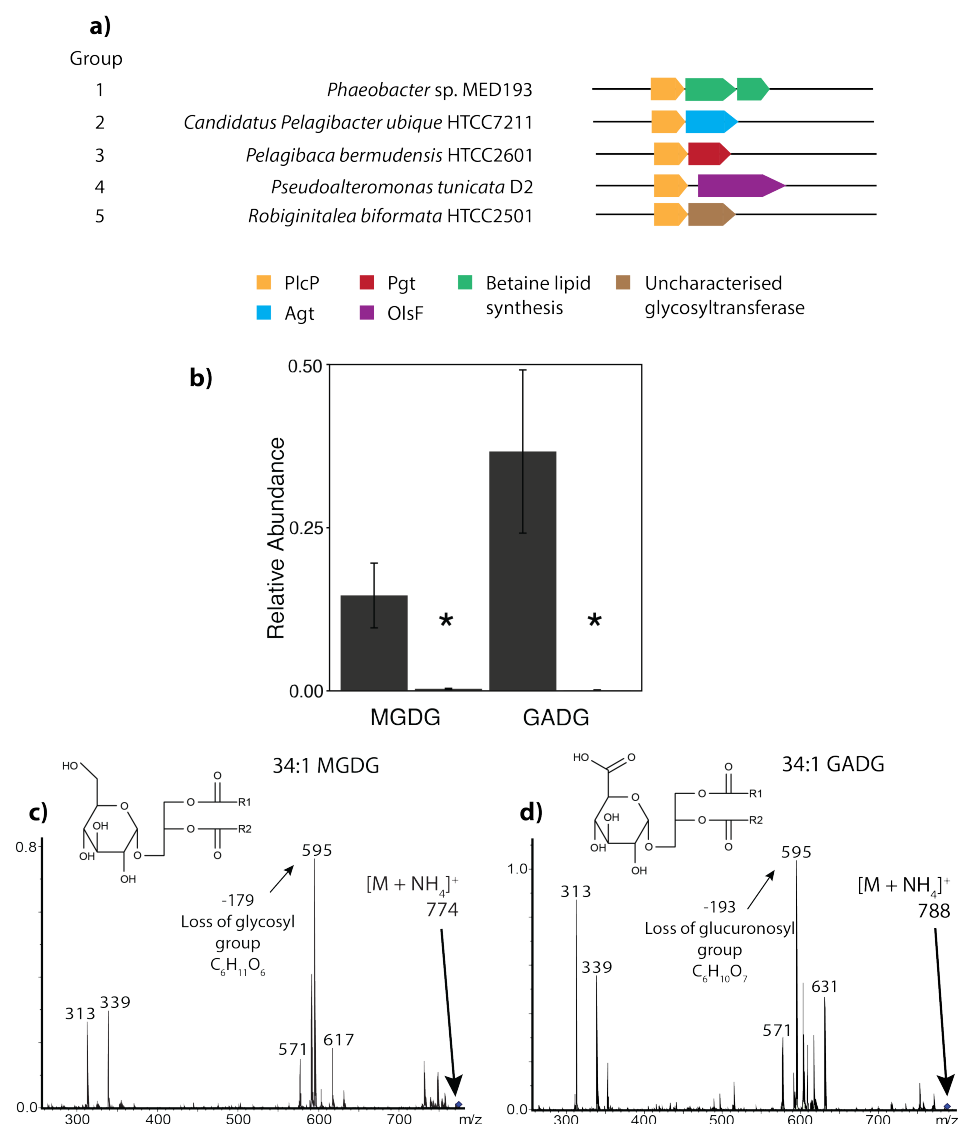 a)
Group
1 Phaeobacter sp. MED193
2 Candidatus Pelagibacter ubique HTCC7211
3 Pelagibaca bermudensis HTCC2601
4 Pseudoalteromonas tunicata D2
5 Robiginitalea biformata HTCC2501
PlcP Pgt Betaine lipid Uncharacterised
synthesis glycosyltransferase
Agt OlsF
b)
0.50
0.25
0.00
Relative Abundance
* *
MGDG GADG
c)
34:1 MGDG
HO
O
O
O
R1
OH
O
R2
OH
O
O
OH
0.8
595
[M + NH4]+
774
-179
Loss of glycosyl
group
C6H11O6
313
339
571
617
0.0
300 400 500 600 700 m/z
d)
34:1 GADG
HO
O
O
O
O
R1
OH
O
R2
OH
O
O
OH
1.0
595
[M + NH4]+
788
-193
Loss of glucuronosyl
group
C6H10O7
313
339
571
631
0.0
300 400 500 600 700 m/z